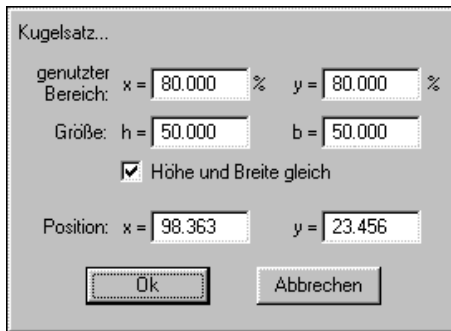 Kugelsatz...
genutzter
Bereich: x = 80.000 % y = 80.000 %
Größe: h = 50.000 b = 50.000
Höhe und Breite gleich
Position: x = 98.363 y = 23.456
Ok Abbrechen